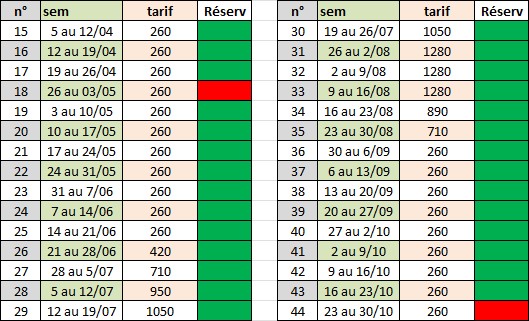 n° sem tarif Réserv
15 5 au 12/04 260
16 12 au 19/04 260
17 19 au 26/04 260
18 26 au 03/05 260
19 3 au 10/05 260
20 10 au 17/05 260
21 17 au 24/05 260
22 24 au 31/05 260
23 31 au 7/06 260
24 7 au 14/06 260
25 14 au 21/06 260
26 21 au 28/06 420
27 28 au 5/07 710
28 5 au 12/07 950
29 12 au 19/07 1050
n° sem tarif Réserv
30 19 au 26/07 1050
31 26 au 2/08 1280
32 2 au 9/08 1280
33 9 au 16/08 1280
34 16 au 23/08 890
35 23 au 30/08 710
36 30 au 6/09 260
37 6 au 13/09 260
38 13 au 20/09 260
39 20 au 27/09 260
40 27 au 2/10 260
41 2 au 9/10 260
42 9 au 16/10 260
43 16 au 23/10 260
44 23 au 30/10 260